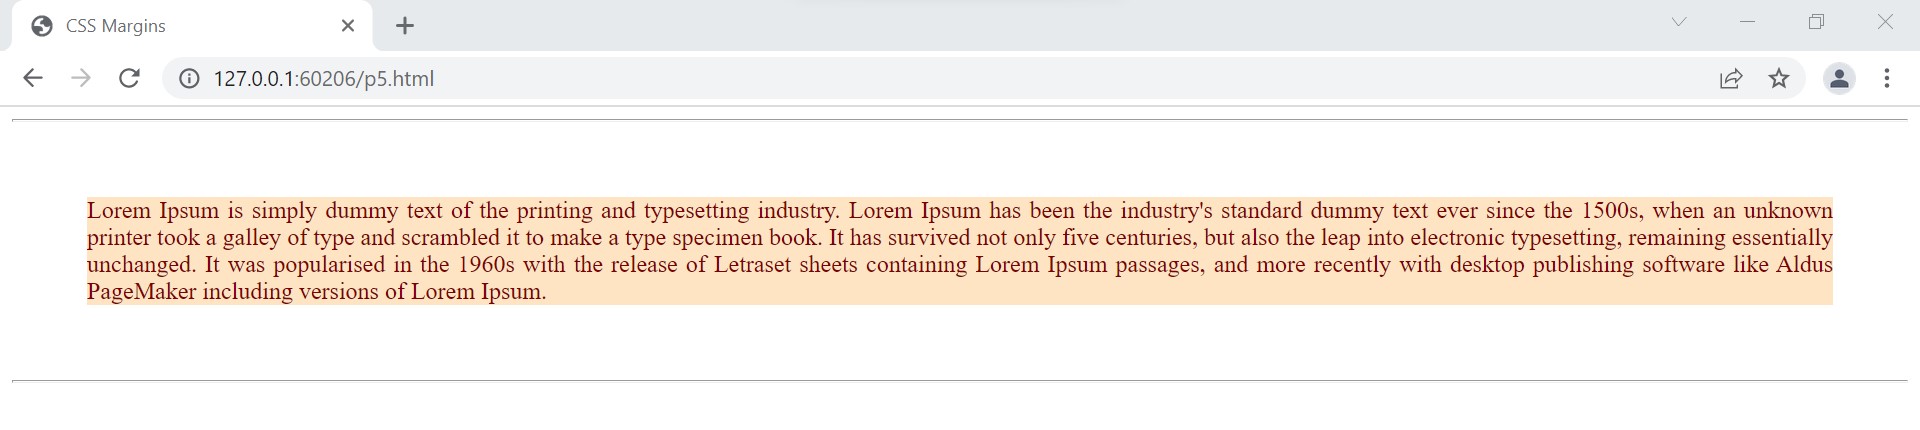 CSS Margins
127.0.0.1:60206/p5.html
Lorem Ipsum is simply dummy text of the printing and typesetting industry. Lorem Ipsum has been the industry's standard dummy text ever since the 1500s, when an unknown
printer took a galley of type and scrambled it to make a type specimen book. It has survived not only five centuries, but also the leap into electronic typesetting, remaining essentially
unchanged. It was popularised in the 1960s with the release of Letraset sheets containing Lorem Ipsum passages, and more recently with desktop publishing software like Aldus
PageMaker including versions of Lorem Ipsum.